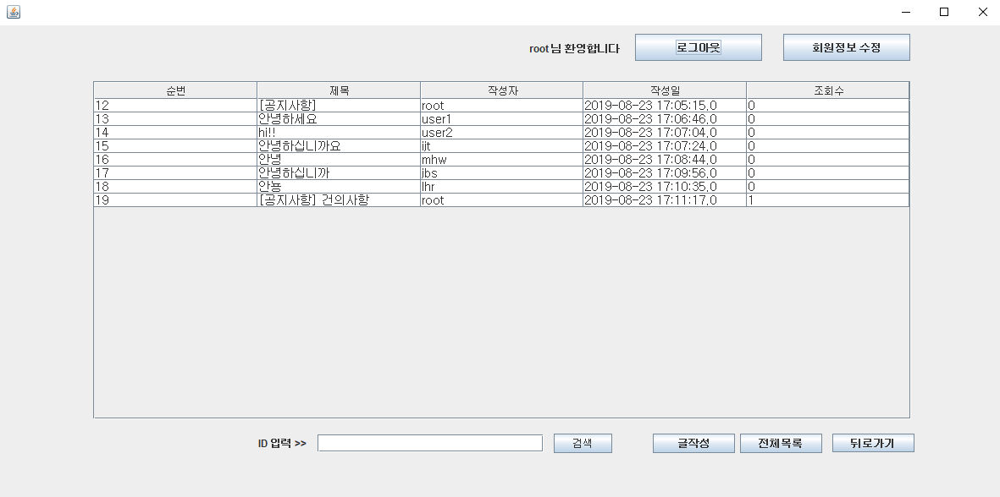 root 님 환영합니다 로그아웃 회원정보 수정
순번 제목 작성자 작성일 조회수
12 [공지사항] root 2019-08-23 17:05:15.0 0
13 안녕하세요 user1 2019-08-23 17:06:46.0 0
14 hi!! user2 2019-08-23 17:07:04.0 0
15 안녕하십니까요 ijt 2019-08-23 17:07:24.0 0
16 안녕 mhw 2019-08-23 17:08:44.0 0
17 안녕하십니까 jbs 2019-08-23 17:09:56.0 0
18 안뇽 lhr 2019-08-23 17:10:35.0 0
19 [공지사항] 건의사항 root 2019-08-23 17:11:17.0 1
ID 입력 >> 검색 글작성 전체목록 뒤로가기